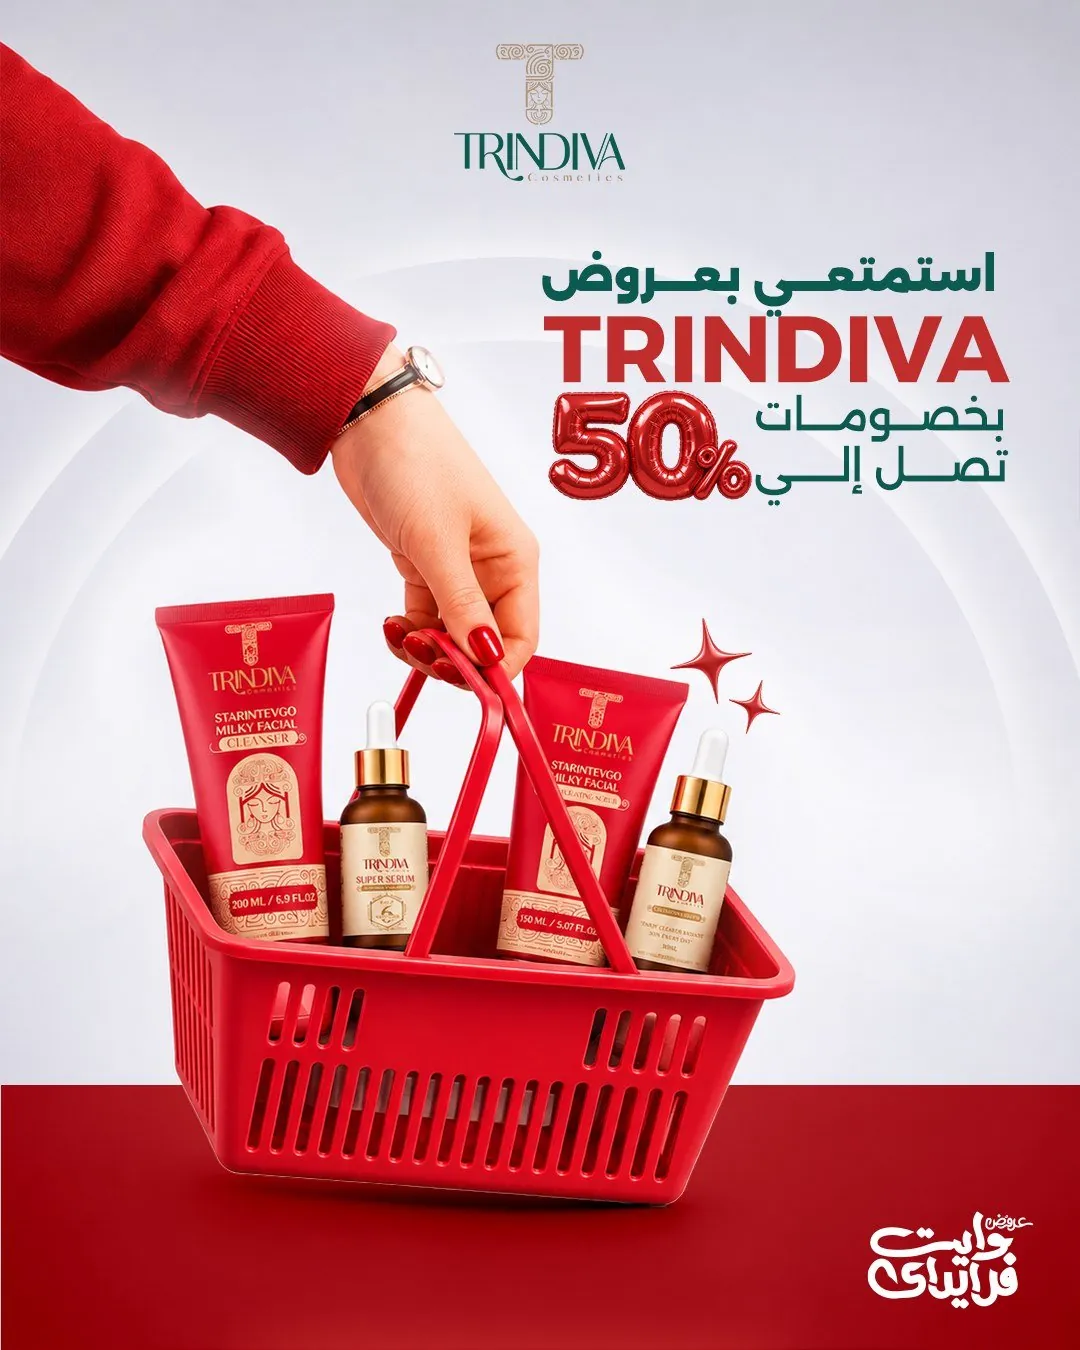 TRINDIVA
Cosmetics
استمتعي بعروض
TRINDIVA
بخصومات
تصل إلى
50%
TRINDIVA
Cosmetics
STARINTEVGO
MILKY FACIAL
CLEANSER
200 ML / 6.9 FL.OZ
TRINDIVA
SUPER SERUM
TRINDIVA
Cosmetics
STARINTEVGO
MILKY FACIAL
150 ML / 5.07 FL.OZ
TRINDIVA
عروض
وايت
فرايداي